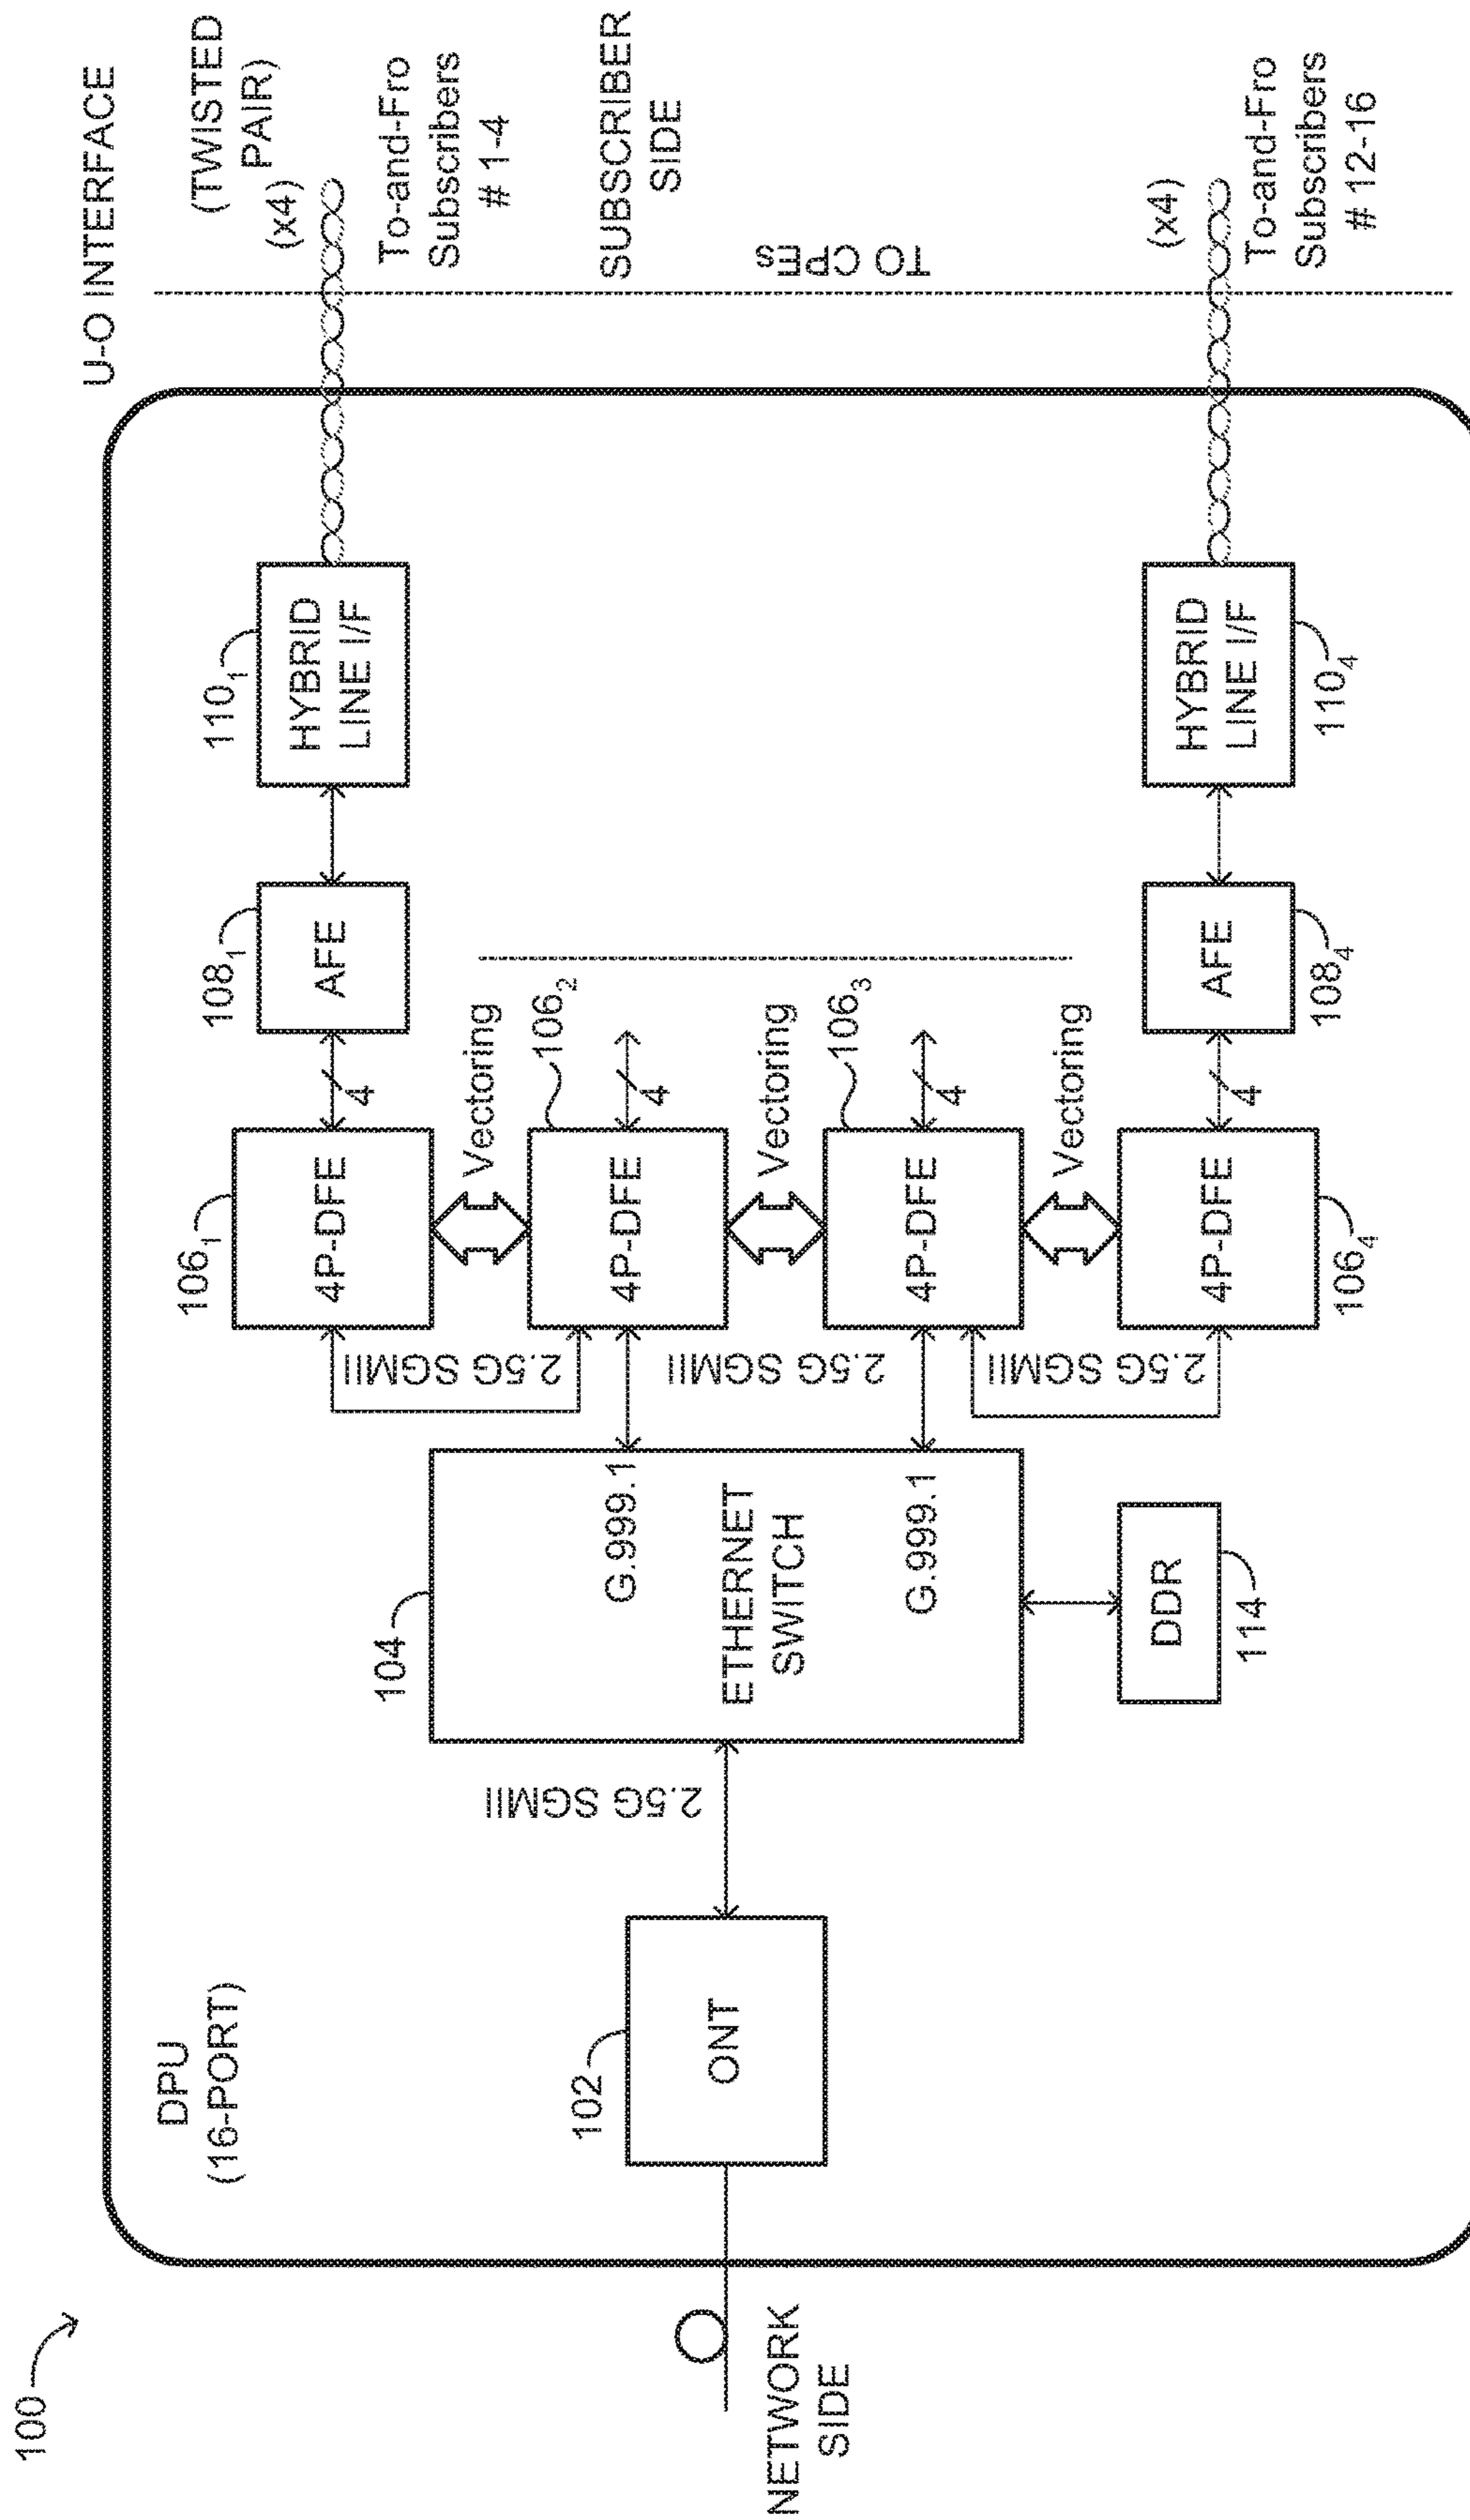 100
DPU
(16-PORT)
U-O INTERFACE
(TWISTED
PAIR)
(x4)
To-and-Fro
Subscribers
# 1-4
SUBSCRIBER
SIDE
TO CPEs
(x4)
To-and-Fro
Subscribers
# 12-16
NETWORK
SIDE
102
ONT
2.5G SGMII
104
G.999.1
ETHERNET
SWITCH
G.999.1
DDR
114
2.5G SGMII
2.5G SGMII
2.5G SGMII
106₁
4P-DFE
4
Vectoring
106₂
4P-DFE
4
Vectoring
106₃
4P-DFE
4
Vectoring
4P-DFE
106₄
4
108₁
AFE
AFE
108₄
110₁
HYBRID
LINE I/F
HYBRID
LINE I/F
110₄